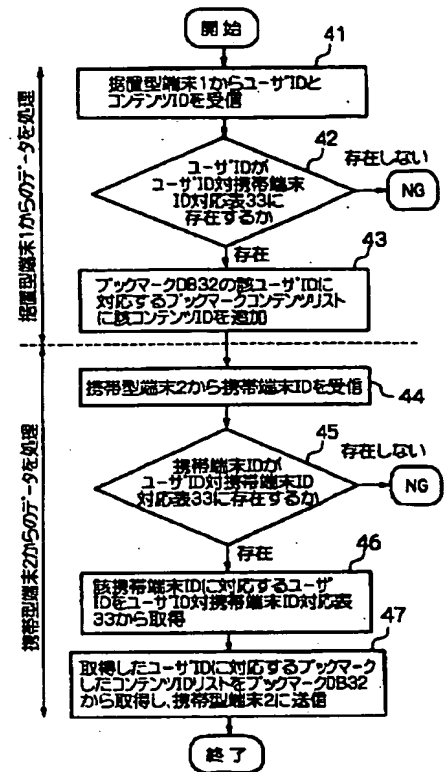 開始
41
据置型端末1からユーザIDと
コンテンツIDを受信
42
ユーザIDが
ユーザID対携帯端末
ID対応表33に
存在するか
存在しない
NG
存在
43
ブックマークDB32の該ユーザIDに
対応するブックマークコンテンツリスト
に該コンテンツIDを追加
据置型端末1からのデータを処理
携帯型端末2から携帯端末IDを受信
44
45
携帯端末IDが
ユーザID対携帯端末ID
対応表33に存在するか
存在しない
NG
存在
46
該携帯端末IDに対応するユーザ
IDをユーザID対携帯端末ID対応表
33から取得
47
取得したユーザIDに対応するブックマーク
したコンテンツIDリストをブックマークDB32
から取得し、携帯型端末2に送信
携帯型端末2からのデータを処理
終了